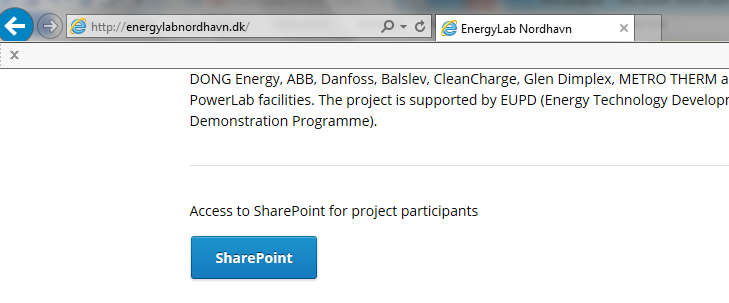 http://energylabnordhavn.dk/
EnergyLab Nordhavn
DONG Energy, ABB, Danfoss, Balslev, CleanCharge, Glen Dimplex, METRO THERM a
PowerLab facilities. The project is supported by EUPD (Energy Technology Develop
Demonstration Programme).
Access to SharePoint for project participants
SharePoint